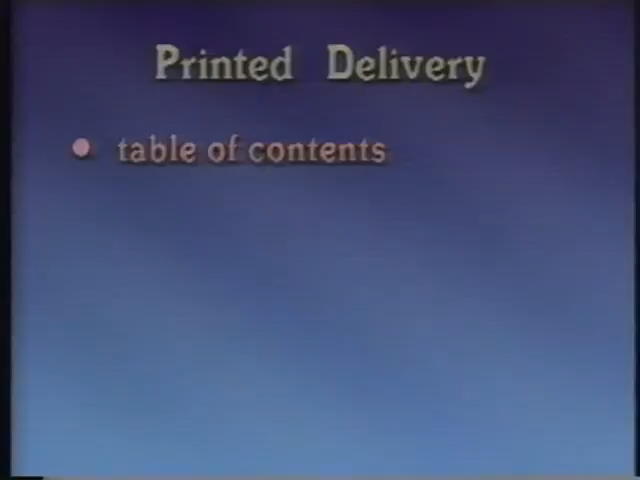 Printed Delivery
• table of contents